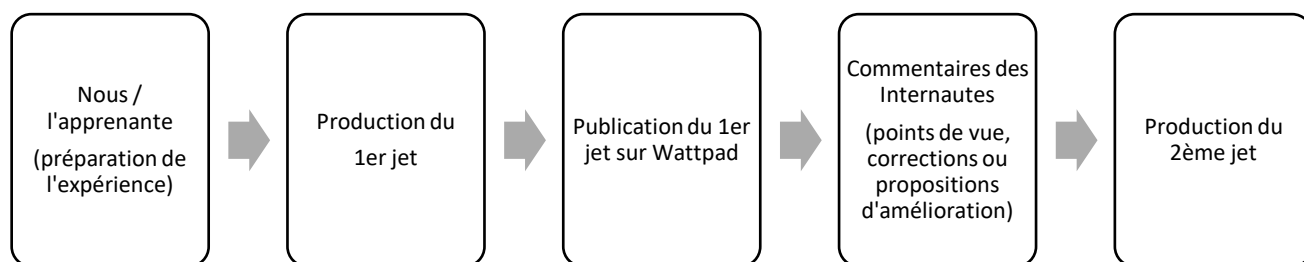 Nous /
l'apprenante
(préparation de
l'expérience)
Production du
1er jet
Publication du 1er
jet sur Wattpad
Commentaires des
Internautes
(points de vue,
corrections ou
propositions
d'amélioration)
Production du
2ème jet